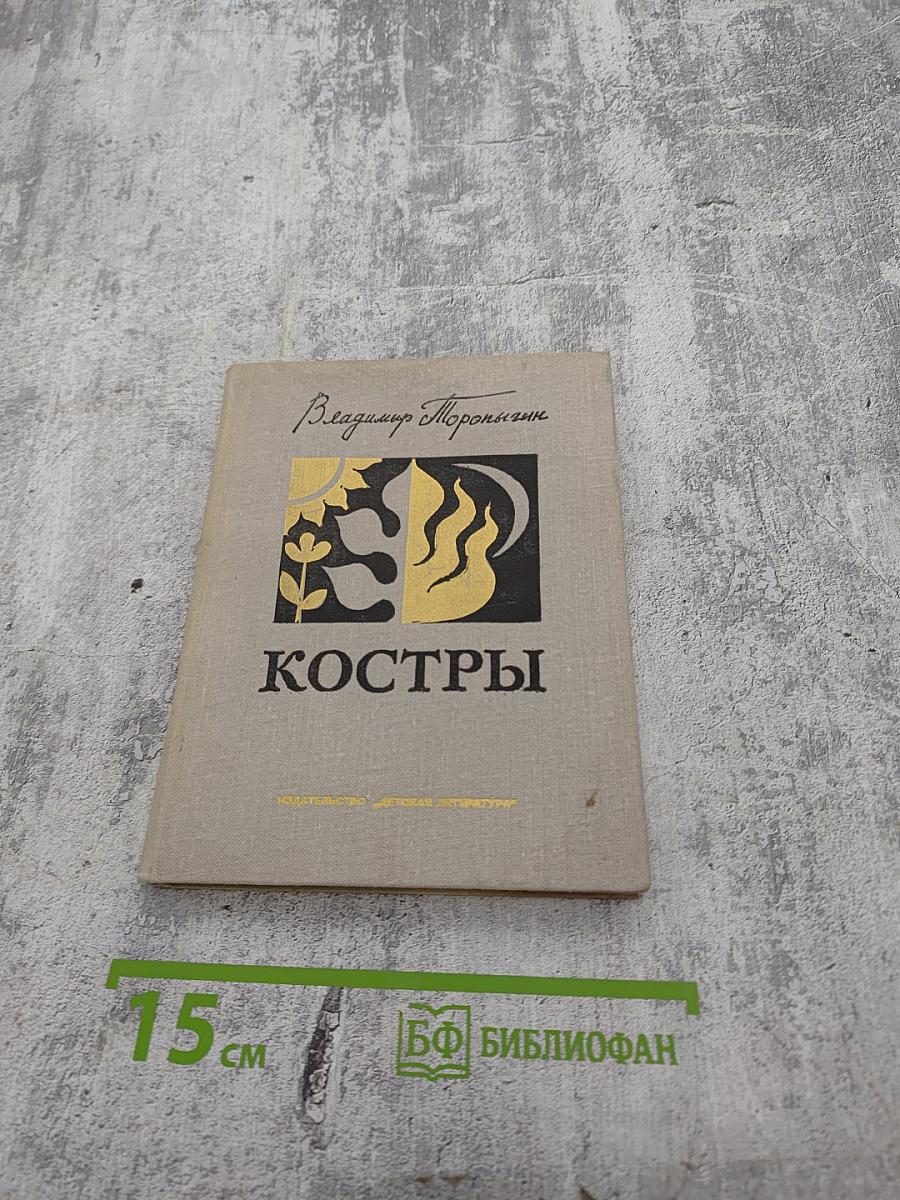 Владимир Торопыгин
КОСТРЫ
ИЗДАТЕЛЬСТВО „ДЕТСКАЯ ЛИТЕРАТУРА"
15 см
БФ БИБЛИОФАН